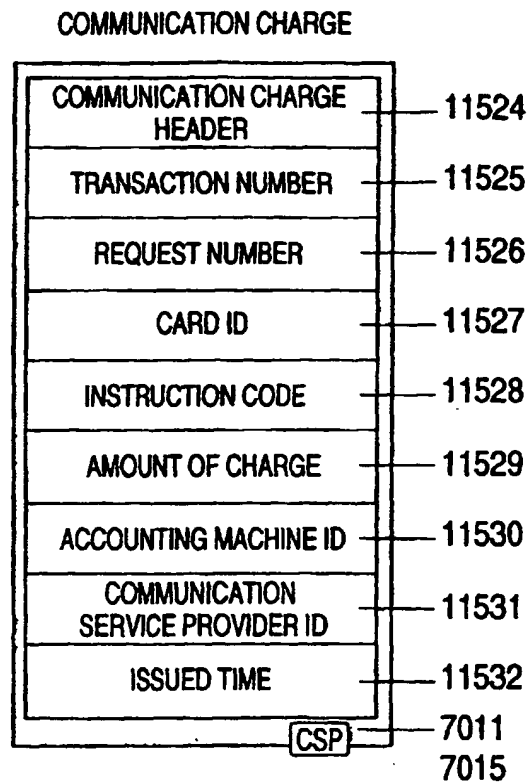 COMMUNICATION CHARGE
COMMUNICATION CHARGE
HEADER
11524
TRANSACTION NUMBER
11525
REQUEST NUMBER
11526
CARD ID
11527
INSTRUCTION CODE
11528
AMOUNT OF CHARGE
11529
ACCOUNTING MACHINE ID
11530
COMMUNICATION
SERVICE PROVIDER ID
11531
ISSUED TIME
11532
CSP
7011
7015